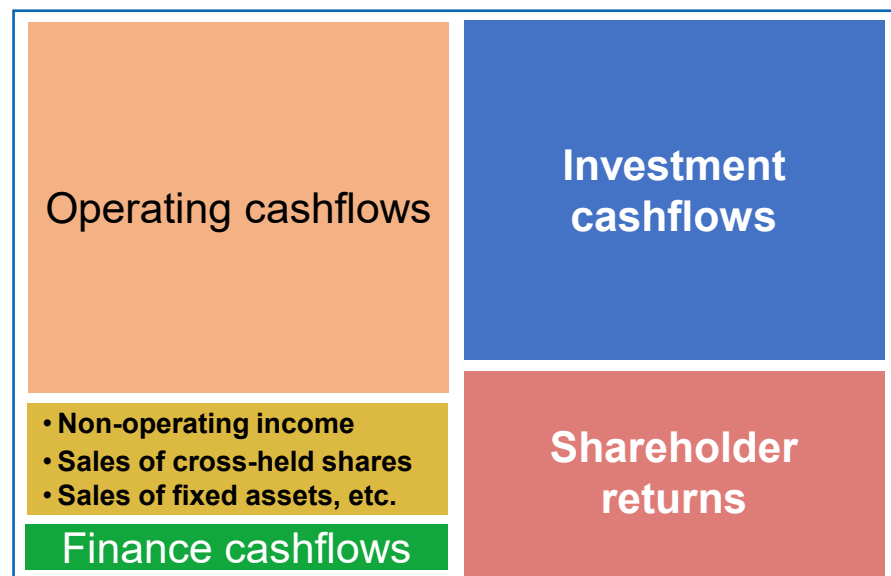 Operating cashflows
・Non-operating income
・Sales of cross-held shares
・Sales of fixed assets, etc.
Finance cashflows
Investment
cashflows
Shareholder
returns